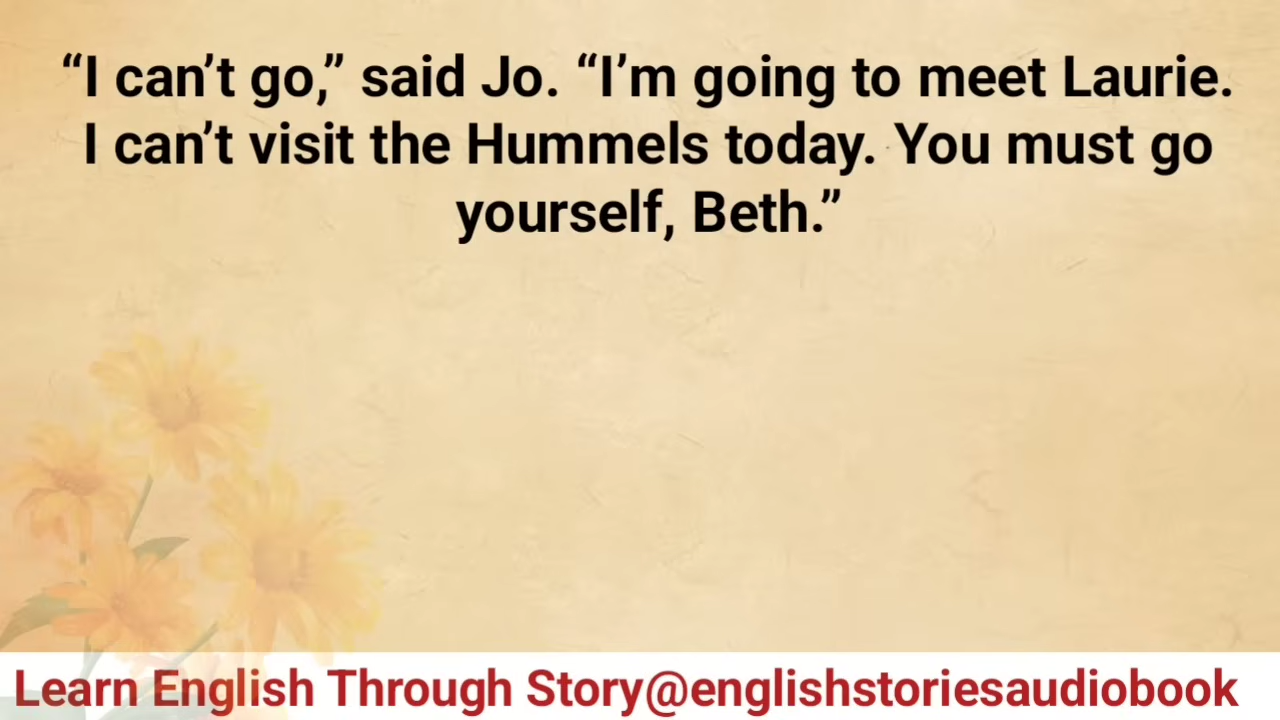 “I can’t go,” said Jo. “I’m going to meet Laurie.
I can’t visit the Hummels today. You must go
yourself, Beth.”
Learn English Through Story@englishstoriesaudiobook